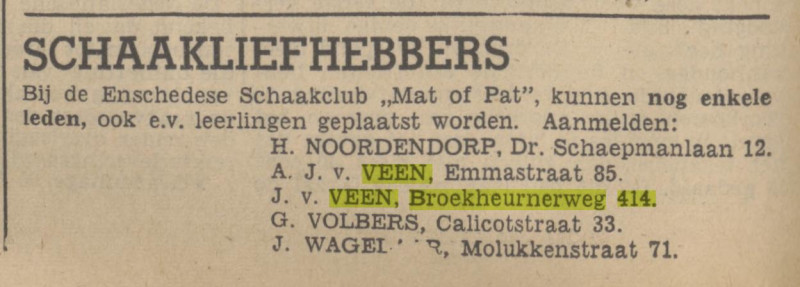 SCHAAKLIEFHEBBERS
Bij de Enschedese Schaakclub „Mat of Pat”, kunnen nog enkele
leden, ook e.v. leerlingen geplaatst worden. Aanmelden:
H. NOORDENDORP, Dr. Schaepmanlaan 12.
A. J. v. VEEN, Emmastraat 85.
J. v. VEEN, Broekheurnerweg 414.
G. VOLBERS, Calicotstraat 33.
J. Molukkenstraat 71.